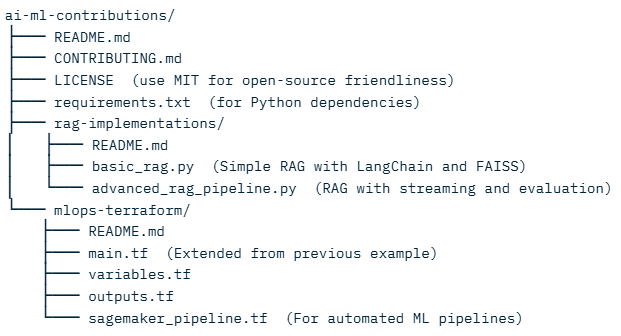 ai-ml-contributions/
├── README.md
├── CONTRIBUTING.md
├── LICENSE  (use MIT for open-source friendliness)
├── requirements.txt  (for Python dependencies)
├── rag-implementations/
│   ├── README.md
│   ├── basic_rag.py  (Simple RAG with LangChain and FAISS)
│   └── advanced_rag_pipeline.py  (RAG with streaming and evaluation)
└── mlops-terraform/
    ├── README.md
    ├── main.tf  (Extended from previous example)
    ├── variables.tf
    ├── outputs.tf
    └── sagemaker_pipeline.tf  (For automated ML pipelines)